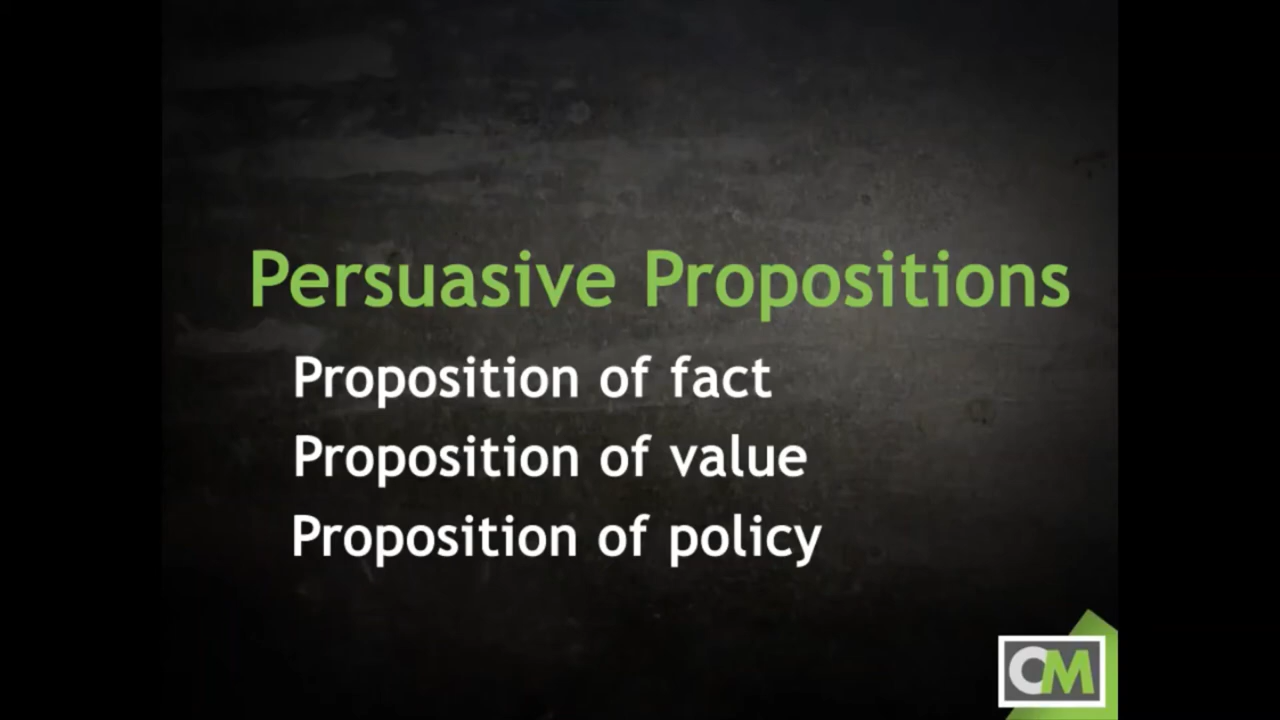 Persuasive Propositions
Proposition of fact
Proposition of value
Proposition of policy
CM